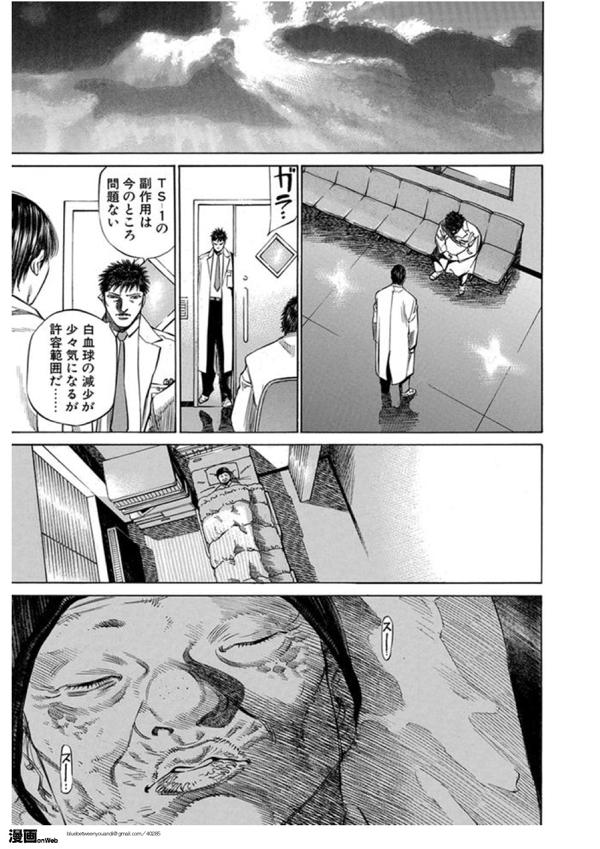 ガラ…
TS-1の
副作用は
今のところ
問題ない
白血球の減少が
少々気になるが
許容範囲だ……
スー
スー…
漫画onWeb
bluebetweenyouandi@gmail.com/40285